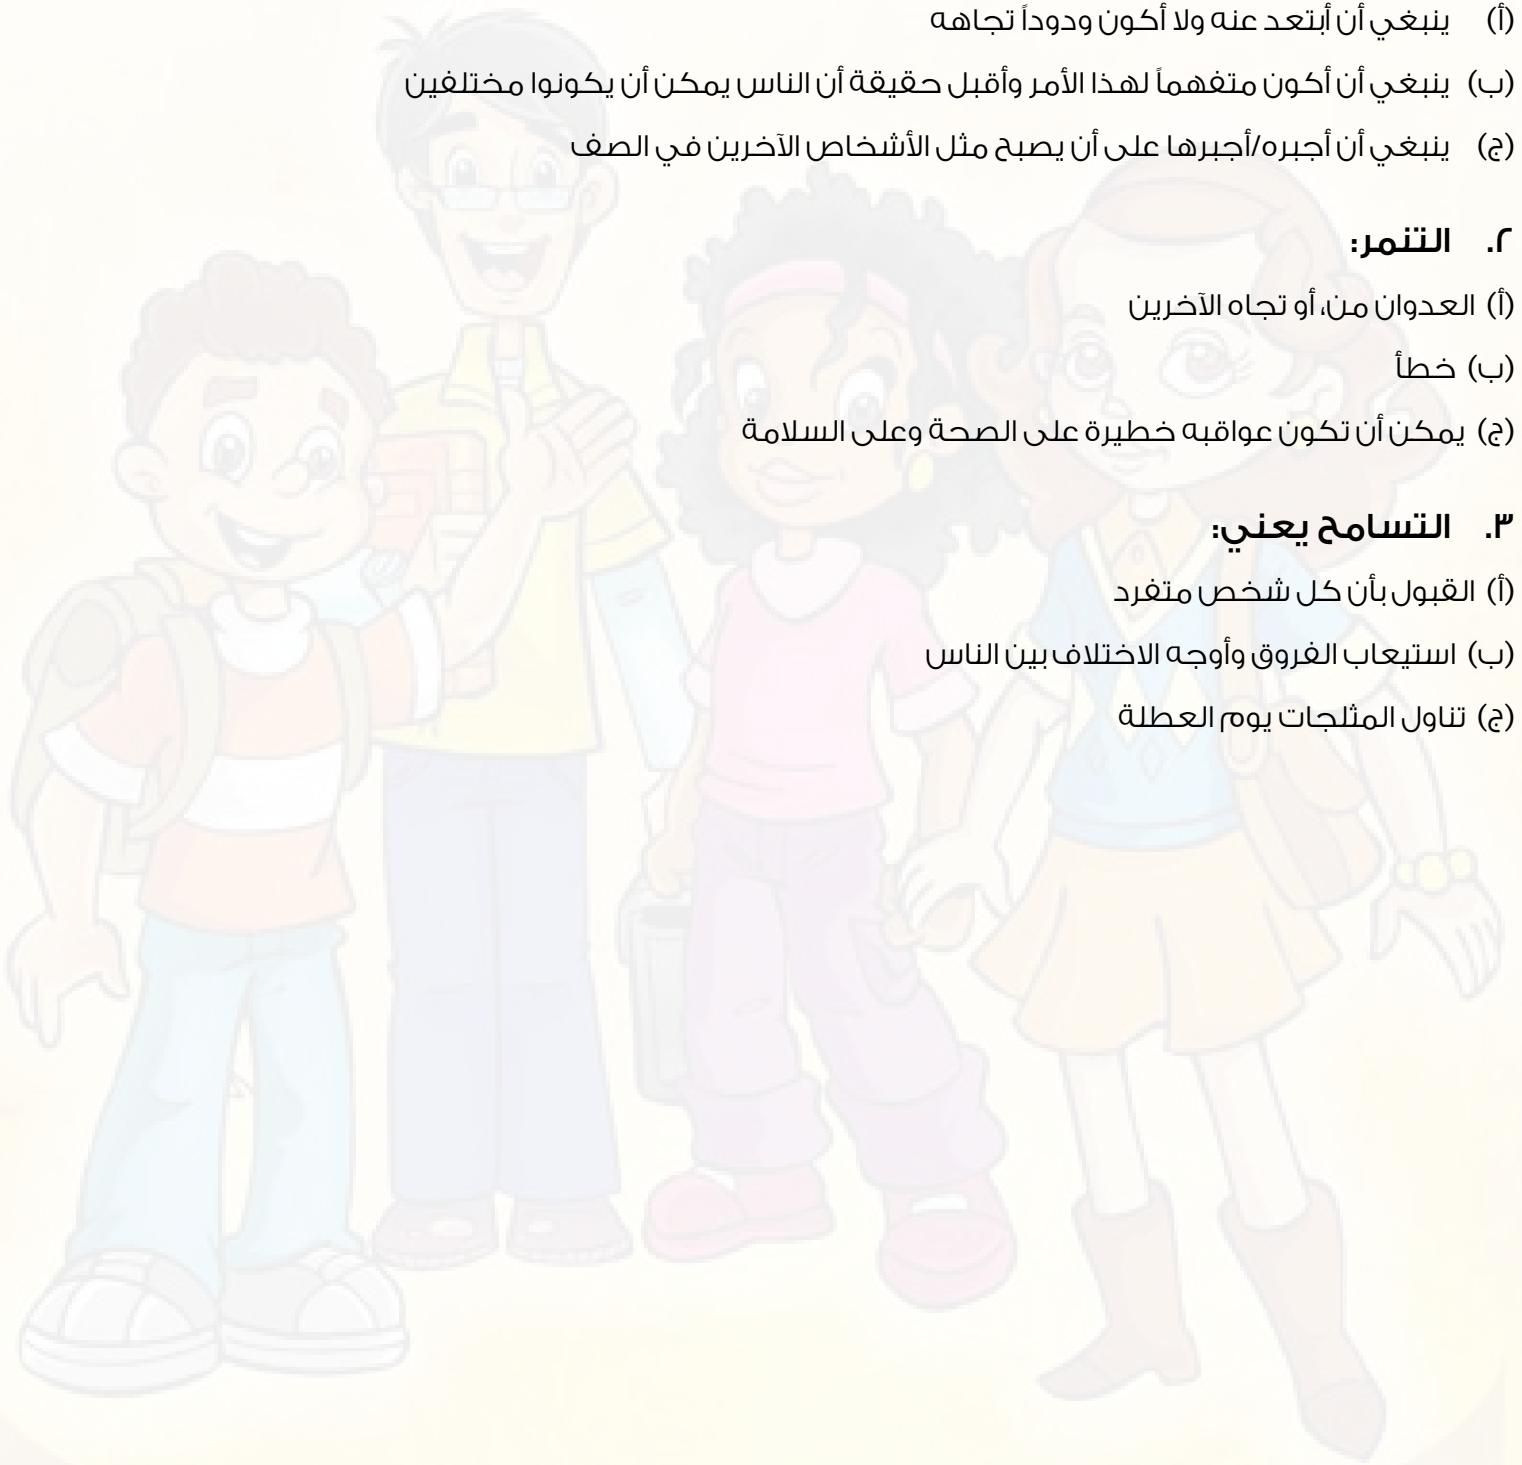 (أ) ينبغي أن أبتعد عنه ولا أكون ودوداً تجاهه
(ب) ينبغي أن أكون متفهماً لهذا الأمر وأقبل حقيقة أن الناس يمكن أن يكونوا مختلفين
(ج) ينبغي أن أجبره/أجبرها على أن يصبح مثل الأشخاص الآخرين في الصف
٢. التنمر:
(أ) العدوان من، أو تجاه الآخرين
(ب) خطأ
(ج) يمكن أن تكون عواقبه خطيرة على الصحة وعلى السلامة
٣. التسامح يعني:
(أ) القبول بأن كل شخص متفرد
(ب) استيعاب الفروق وأوجه الاختلاف بين الناس
(ج) تناول المثلجات يوم العطلة